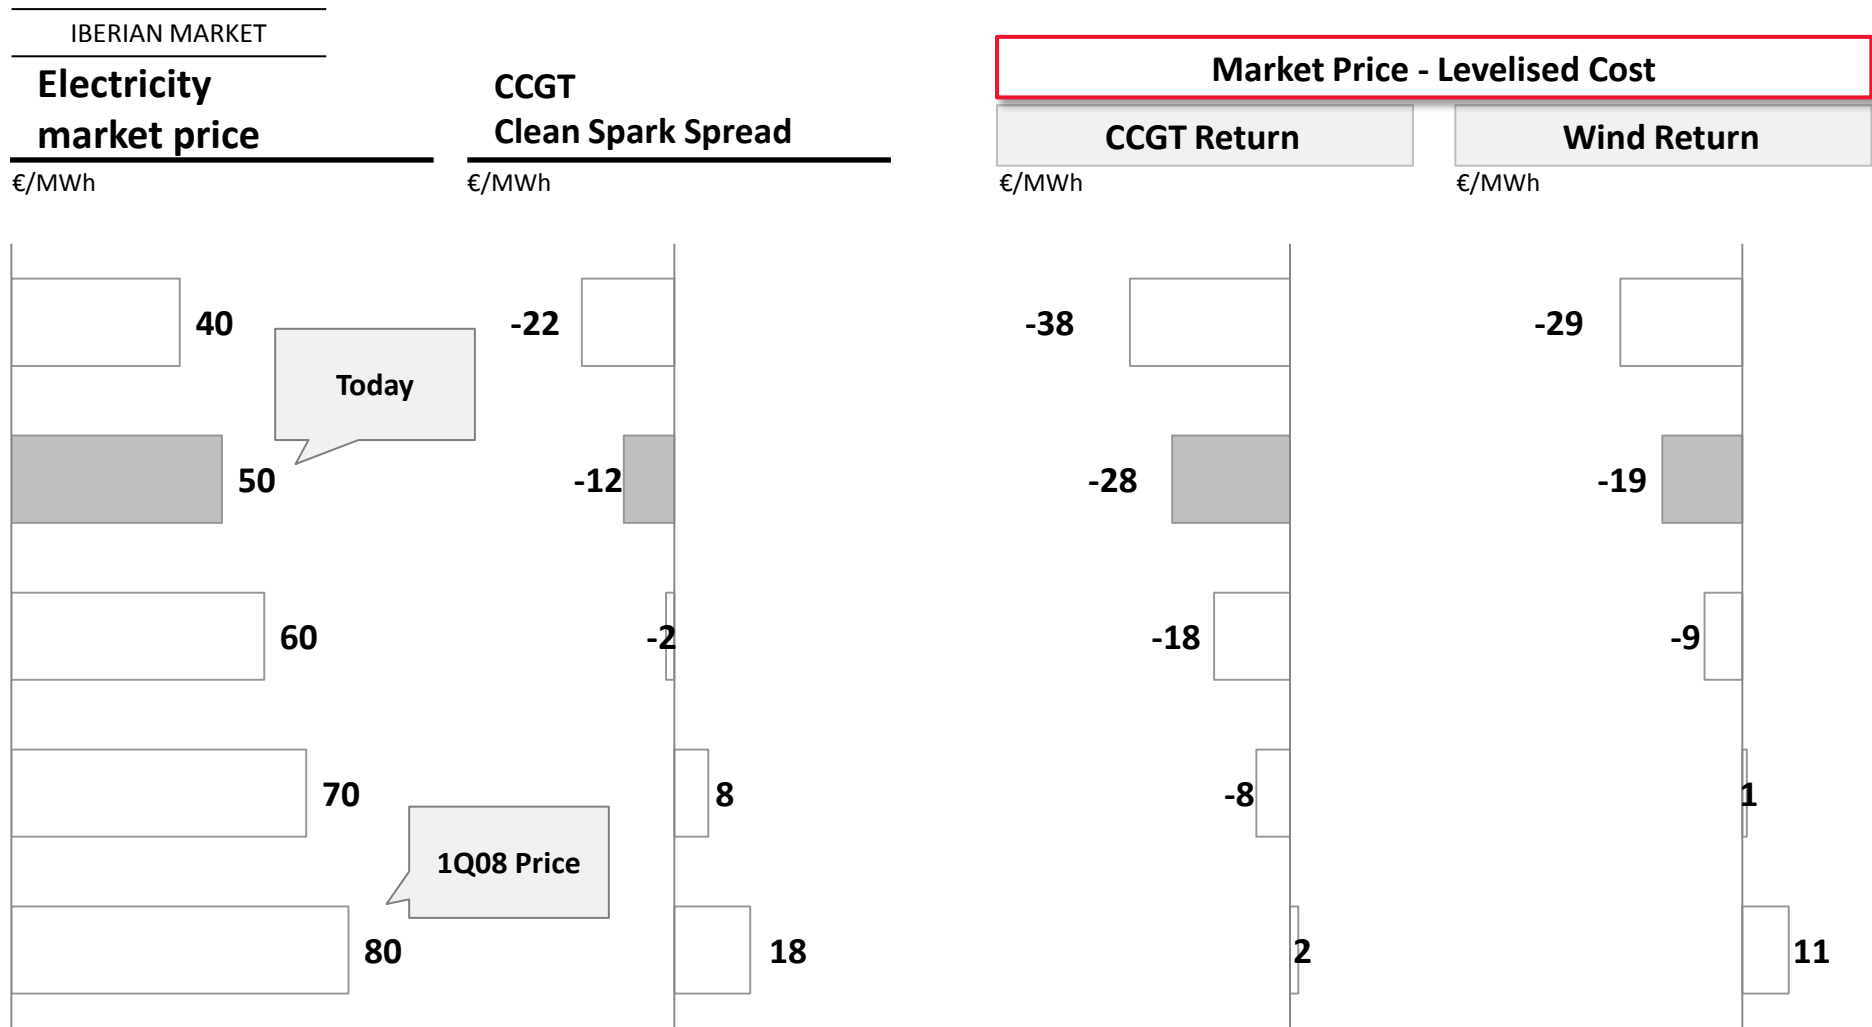 IBERIAN MARKET
Electricity
market price
€/MWh
CCGT
Clean Spark Spread
€/MWh
Market Price - Levelised Cost
CCGT Return
Wind Return
€/MWh
€/MWh
40
-22
-38
-29
Today
50
-12
-28
-19
60
-2
-18
-9
70
8
-8
1
1Q08 Price
80
18
2
11